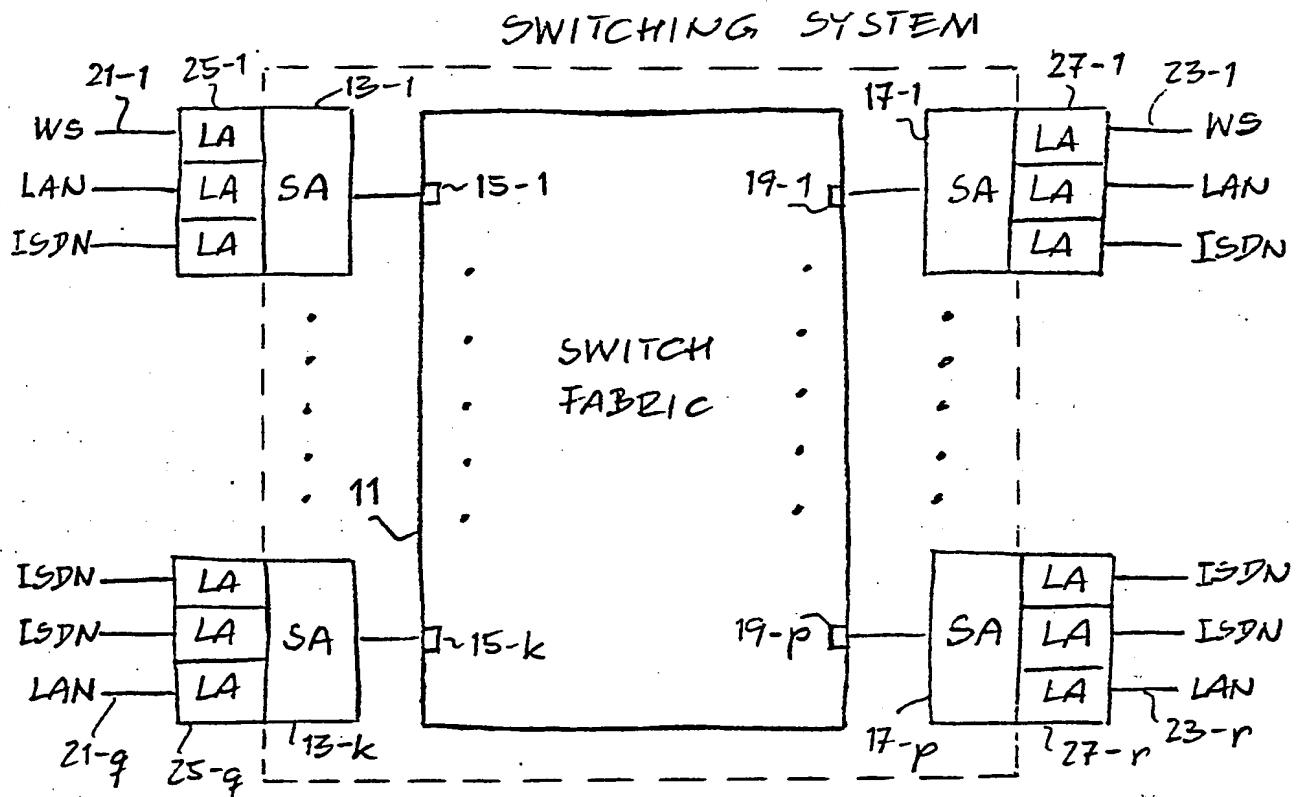 SWITCHING SYSTEM
21-1 25-1 13-1 17-1 27-1 23-1
WS LA LA WS
LAN LA SA 15-1 19-1 SA LA LAN
ISDN LA LA ISDN
SWITCH
FABRIC
11
ISDN LA LA ISDN
ISDN LA SA 15-k 19-p SA LA ISDN
LAN LA LA LAN
21-q 25-q 13-k 17-p 27-r 23-r